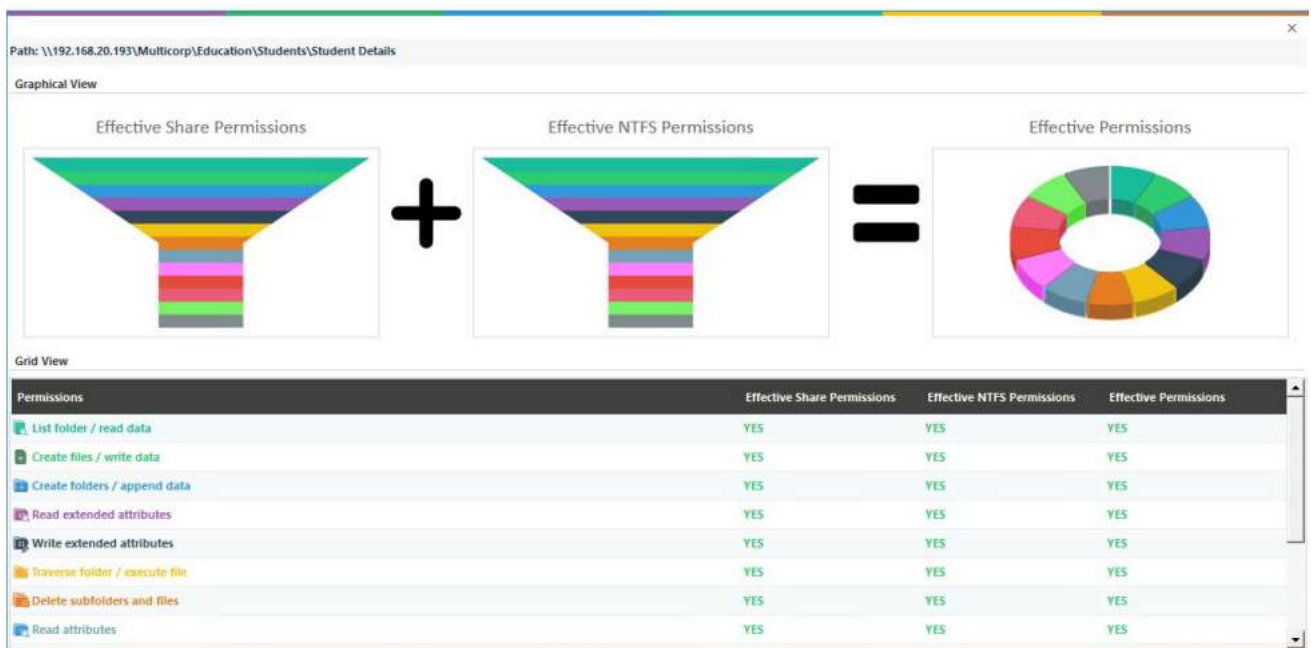 Path: \\192.168.20.193\Multicorp\Education\Students\Student Details
Graphical View
Effective Share Permissions Effective NTFS Permissions Effective Permissions
Grid View
Permissions Effective Share Permissions Effective NTFS Permissions Effective Permissions
List folder / read data YES YES YES
Create files / write data YES YES YES
Create folders / append data YES YES YES
Read extended attributes YES YES YES
Write extended attributes YES YES YES
Traverse folder / execute file YES YES YES
Delete subfolders and files YES YES YES
Read attributes YES YES YES